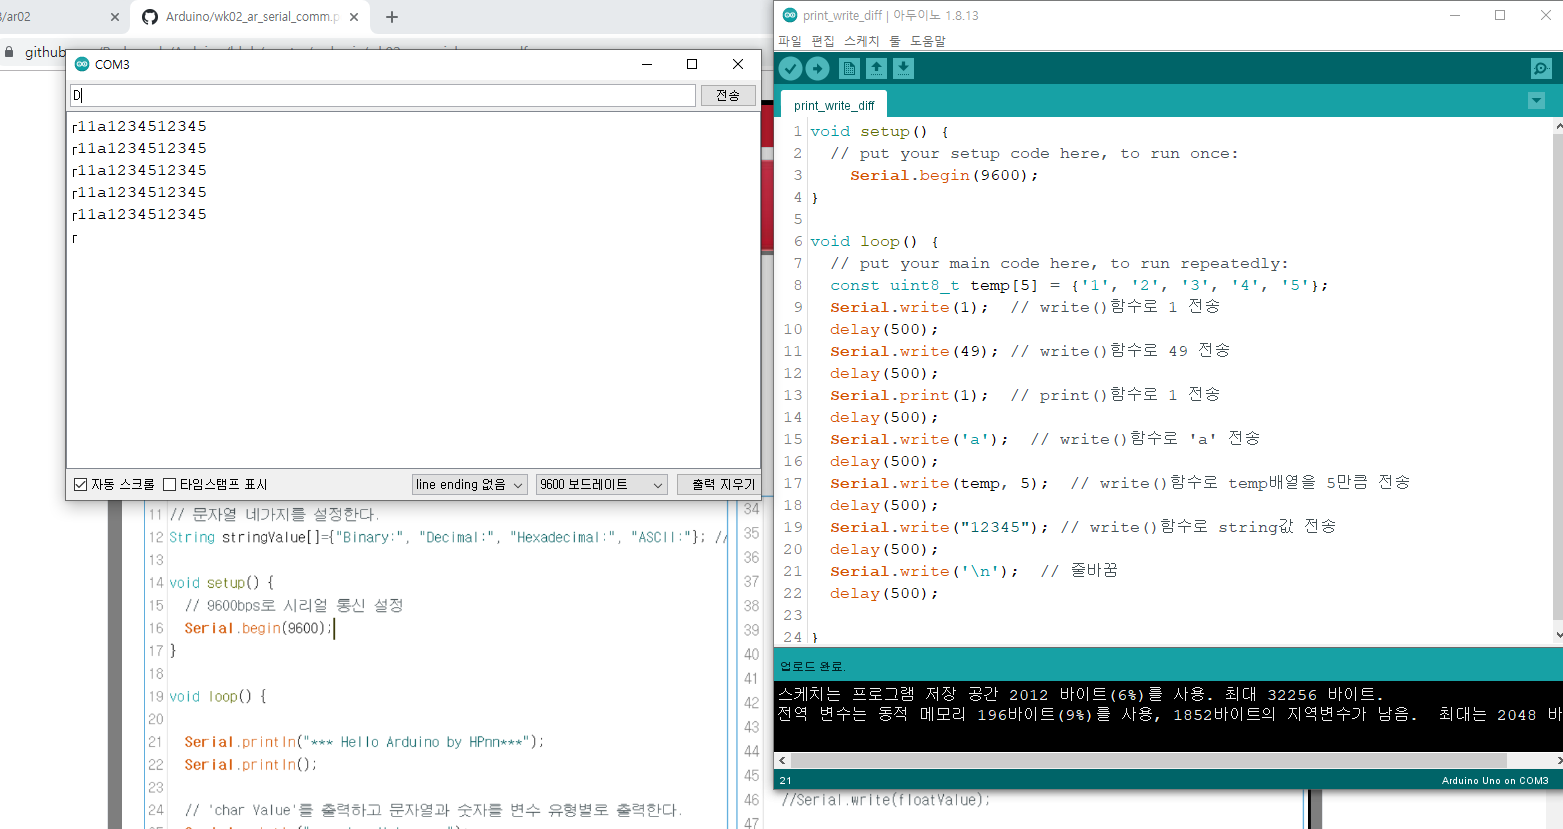 /ar02
Arduino/wk02_ar_serial_comm.p
github
COM3
D
전송
┌11a1234512345
┌11a1234512345
┌11a1234512345
┌11a1234512345
┌11a1234512345
┌
자동 스크롤 타임스탬프 표시 line ending 없음 9600 보드레이트 출력 지우기
11 // 문자열 네가지를 설정한다.
12 String stringValue[]={"Binary:", "Decimal:", "Hexadecimal:", "ASCII:"}; //
13
14 void setup() {
15 // 9600bps로 시리얼 통신 설정
16 Serial.begin(9600);
17 }
18
19 void loop() {
20
21 Serial.println("*** Hello Arduino by HPnn***");
22 Serial.println();
23
24 // 'char Value'를 출력하고 문자열과 숫자를 변수 유형별로 출력한다.
34
35
36
37
38
39
40
41
42
43
44
45
46 //Serial.write(floatValue);
47
print_write_diff | 아두이노 1.8.13
파일 편집 스케치 툴 도움말
print_write_diff
1 void setup() {
2 // put your setup code here, to run once:
3 Serial.begin(9600);
4 }
5
6 void loop() {
7 // put your main code here, to run repeatedly:
8 const uint8_t temp[5] = {'1', '2', '3', '4', '5'};
9 Serial.write(1); // write()함수로 1 전송
10 delay(500);
11 Serial.write(49); // write()함수로 49 전송
12 delay(500);
13 Serial.print(1); // print()함수로 1 전송
14 delay(500);
15 Serial.write('a'); // write()함수로 'a' 전송
16 delay(500);
17 Serial.write(temp, 5); // write()함수로 temp배열을 5만큼 전송
18 delay(500);
19 Serial.write("12345"); // write()함수로 string값 전송
20 delay(500);
21 Serial.write('\n'); // 줄바꿈
22 delay(500);
23
24 }
업로드 완료.
스케치는 프로그램 저장 공간 2012 바이트(6%)를 사용. 최대 32256 바이트.
전역 변수는 동적 메모리 196바이트(9%)를 사용, 1852바이트의 지역변수가 남음. 최대는 2048 바
21 Arduino Uno on COM3